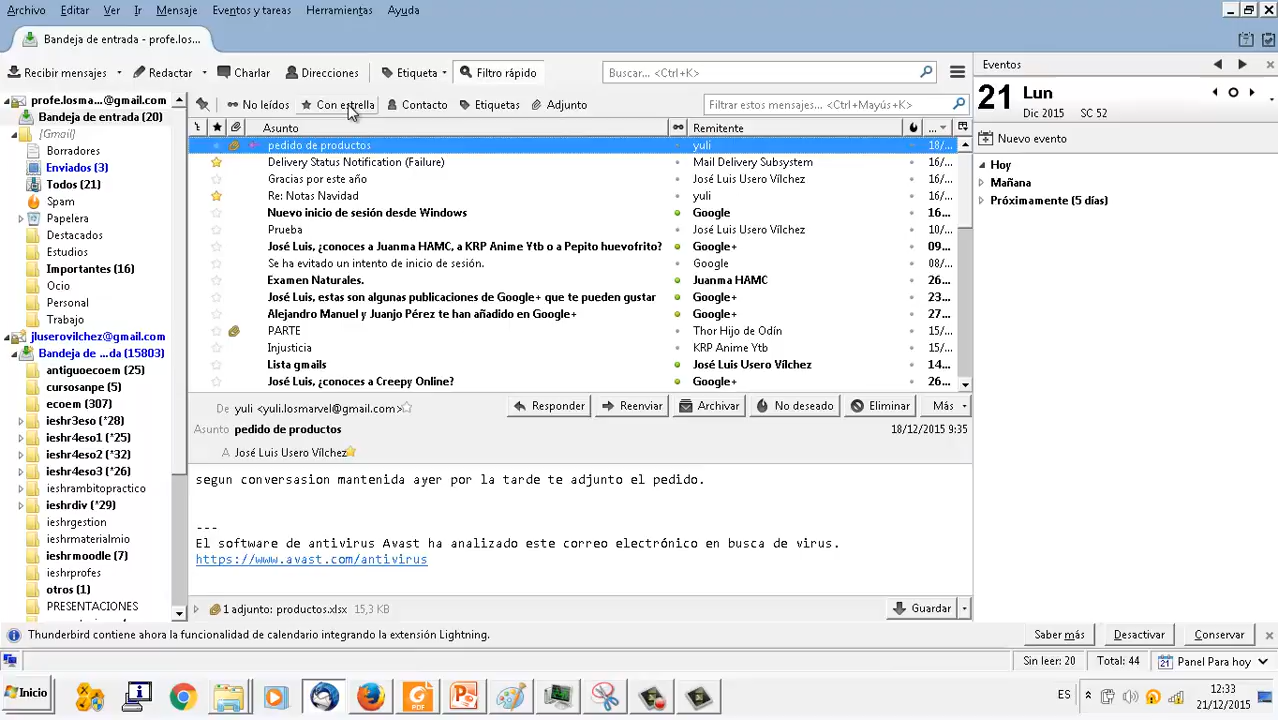 Archivo Editar Ver Ir Mensaje Eventos y tareas Herramientas Ayuda
Bandeja de entrada - profe.los...
Recibir mensajes Redactar Charlar Direcciones Etiqueta Filtro rápido Buscar... <Ctrl+K>
No leído Con estrella Contacto Etiquetas Adjunto Filtrar estos mensajes... <Ctrl+Mayús+K>
Asunto Remitente ...
pedido de productos yuli 18/...
Delivery Status Notification (Failure) Mail Delivery Subsystem 16/...
Gracias por este año José Luis Usero Vílchez 16/...
Re: Notas Navidad yuli 16/...
Nuevo inicio de sesión desde Windows Google 16...
Prueba José Luis Usero Vílchez 10/...
José Luis, ¿conoces a Juanma HAMC, a KRP Anime Ytb o a Pepito huevofrito? Google+ 09...
Se ha evitado un intento de inicio de sesión. Google 08/...
Examen Naturales. Juanma HAMC 26...
José Luis, estas son algunas publicaciones de Google+ que te pueden gustar Google+ 23...
Alejandro Manuel y Juanjo Pérez te han añadido en Google+ Google+ 27...
PARTE Thor Hijo de Odín 15/...
Injusticia KRP Anime Ytb 15/...
Lista gmails José Luis Usero Vílchez 14...
José Luis, ¿conoces a Creepy Online? Google+ 26...
profe.losma...@gmail.com
Bandeja de entrada (20)
[Gmail]
Borradores
Enviados (3)
Todos (21)
Spam
Papelera
Destacados
Estudios
Importantes (16)
Ocio
Personal
Trabajo
jluserovilchez@gmail.com
Bandeja de ...da (15803)
antiguoecoem (25)
cursosanpe (5)
ecoem (307)
ieshr3eso (*28)
ieshr4eso1 (*25)
ieshr4eso2 (*32)
ieshr4eso3 (*26)
ieshrambitopractico
ieshrdiv (*29)
ieshrgestion
ieshrmaterialmio
ieshrmoodle (7)
ieshrprofes
otros (1)
PRESENTACIONES
De yuli <yuli.losmarvel@gmail.com> Responder Reenviar Archivar No deseado Eliminar Más
Asunto pedido de productos 18/12/2015 9:35
A José Luis Usero Vílchez
segun conversasion mantenida ayer por la tarde te adjunto el pedido.
---
El software de antivirus Avast ha analizado este correo electrónico en busca de virus.
https://www.avast.com/antivirus
1 adjunto: productos.xlsx 15,3 KB Guardar
Eventos
21 Lun
Dic 2015 SC 52
Nuevo evento
Hoy
Mañana
Próximamente (5 días)
Thunderbird contiene ahora la funcionalidad de calendario integrando la extensión Lightning. Saber más Desactivar Conservar
Sin leer: 20 Total: 44 Panel Para hoy
Inicio ES 12:33
21/12/2015